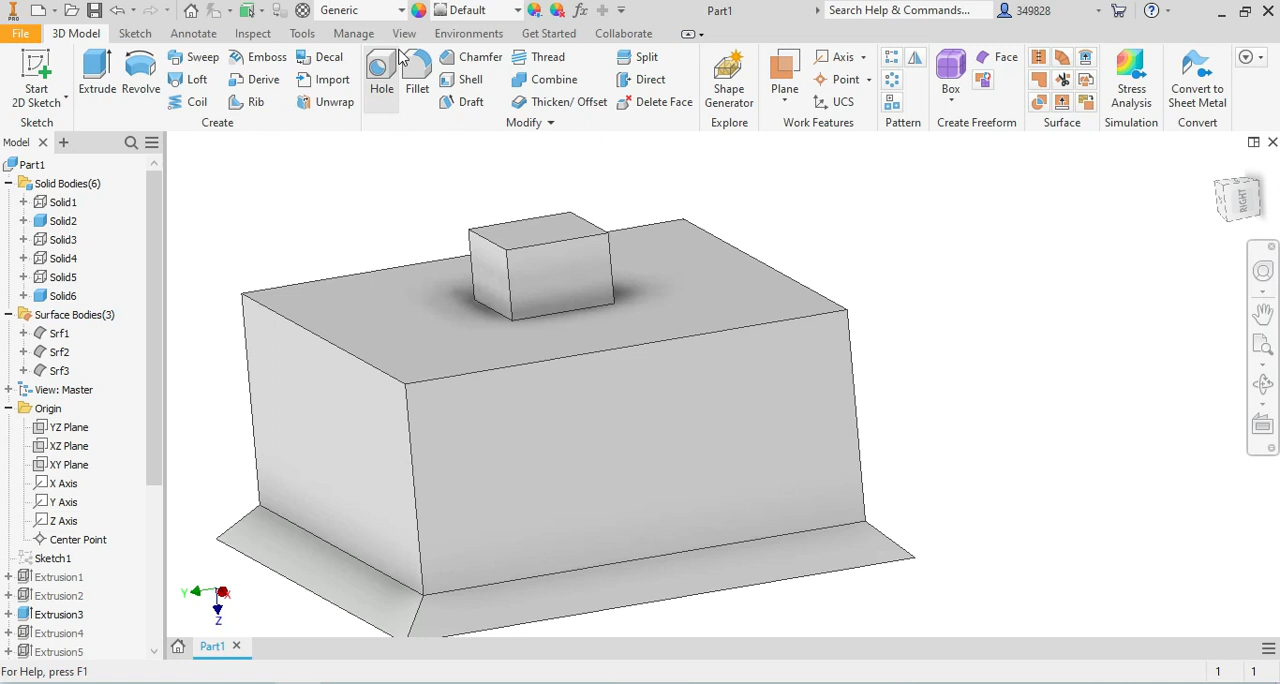 PRO
Generic
Default
Part1
Search Help & Commands...
349828
File
3D Model
Sketch
Annotate
Inspect
Tools
Manage
View
Environments
Get Started
Collaborate
Start
2D Sketch
Sketch
Extrude
Revolve
Sweep
Loft
Coil
Emboss
Derive
Rib
Decal
Import
Unwrap
Create
Hole
Fillet
Chamfer
Shell
Draft
Thread
Combine
Thicken/ Offset
Split
Direct
Delete Face
Modify
Shape
Generator
Explore
Plane
Axis
Point
UCS
Work Features
Pattern
Box
Face
Create Freeform
Surface
Stress
Analysis
Simulation
Convert to
Sheet Metal
Convert
Model
Part1
Solid Bodies(6)
Solid1
Solid2
Solid3
Solid4
Solid5
Solid6
Surface Bodies(3)
Srf1
Srf2
Srf3
View: Master
Origin
YZ Plane
XZ Plane
XY Plane
X Axis
Y Axis
Z Axis
Center Point
Sketch1
Extrusion1
Extrusion2
Extrusion3
Extrusion4
Extrusion5
RIGHT
Y
X
Z
Part1
For Help, press F1
1
1